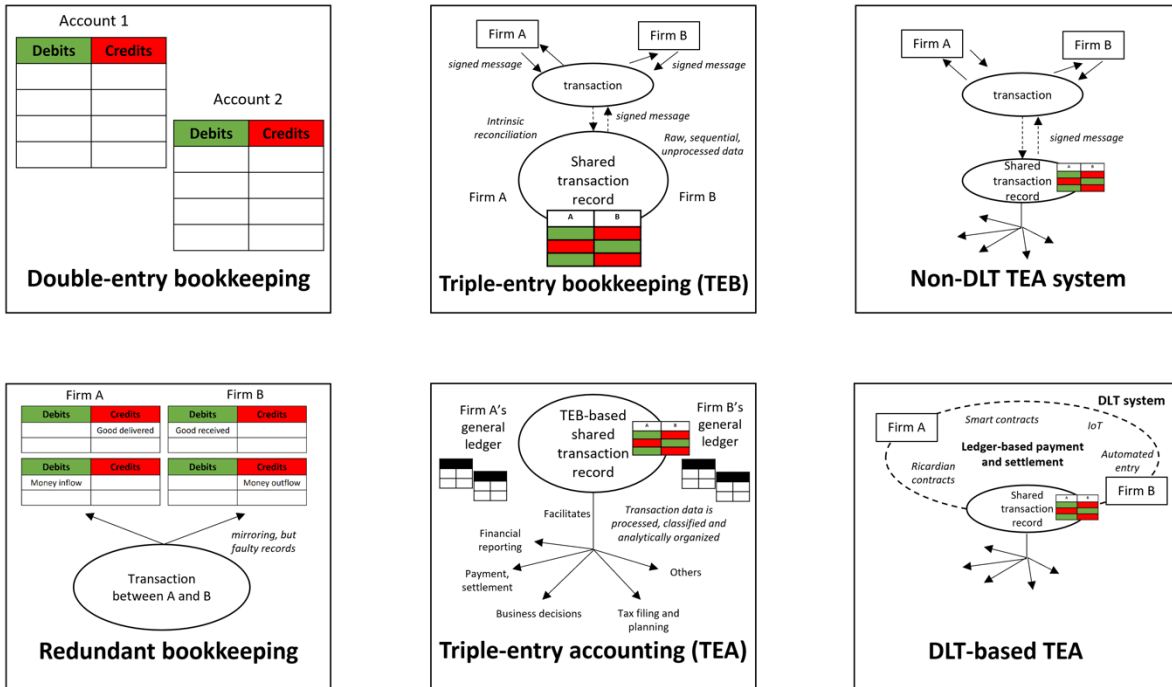 Account 1
Debits Credits
Account 2
Debits Credits
Double-entry bookkeeping
Firm A
Firm B
signed message
signed message
transaction
signed message
Intrinsic
reconciliation
Raw, sequential,
unprocessed data
Shared
transaction
record
Firm A
Firm B
A B
Triple-entry bookkeeping (TEB)
Firm A
Firm B
transaction
signed message
Shared
transaction
record
A B
Non-DLT TEA system
Firm A
Firm B
Debits Credits
Debits Credits
Good delivered
Good received
Debits Credits
Debits Credits
Money inflow
Money outflow
mirroring, but
faulty records
Transaction
between A and B
Redundant bookkeeping
Firm A's
general
ledger
TEB-based
shared
transaction
record
A B
Firm B's
general
ledger
Facilitates
Transaction data is
processed, classified and
analytically organized
Financial
reporting
Payment,
settlement
Others
Business decisions
Tax filing and
planning
Triple-entry accounting (TEA)
DLT system
Firm A
Smart contracts
IoT
Ledger-based payment
and settlement
Ricardian
contracts
Automated
entry
Firm B
Shared
transaction
record
A B
DLT-based TEA